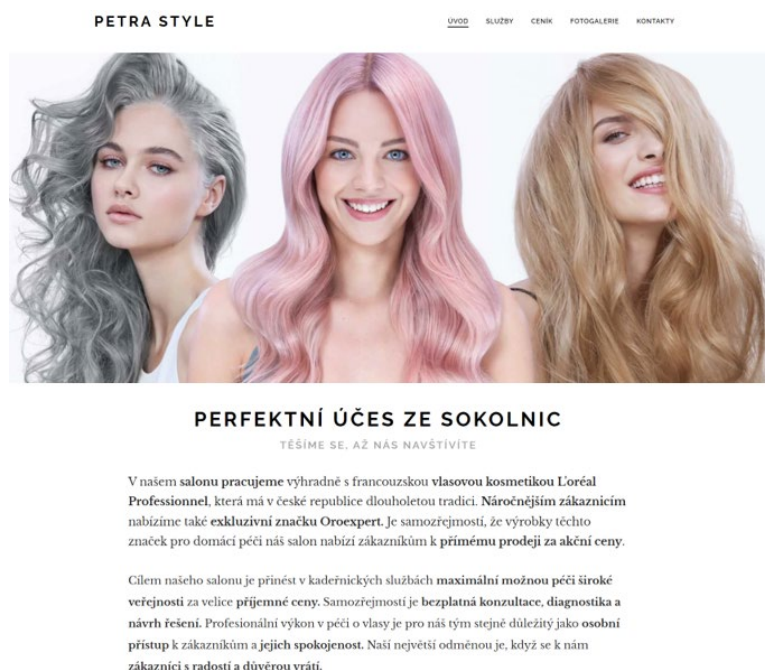 PETRA STYLE
ÚVOD SLUŽBY CENÍK FOTOGALERIE KONTAKTY
PERFEKTNÍ ÚČES ZE SOKOLNIC
TĚŠÍME SE, AŽ NÁS NAVŠTÍVÍTE
V našem salonu pracujeme výhradně s francouzskou vlasovou kosmetikou L'oréal
Professionnel, která má v české republice dlouholetou tradici. Náročnějším zákaznicím
nabízíme také exkluzivní značku Oroexpert. Je samozřejmostí, že výrobky těchto
značek pro domácí péči náš salon nabízí zákazníkům k přímému prodeji za akční ceny.
Cílem našeho salonu je přinést v kadeřnických službách maximální možnou péči široké
veřejnosti za velice příjemné ceny. Samozřejmostí je bezplatná konzultace, diagnostika a
návrh řešení. Profesionální výkon v péči o vlasy je pro náš tým stejně důležitý jako osobní
přístup k zákazníkům a jejich spokojenost. Naší největší odměnou je, když se k nám
zákazníci s radostí a důvěrou vrátí.